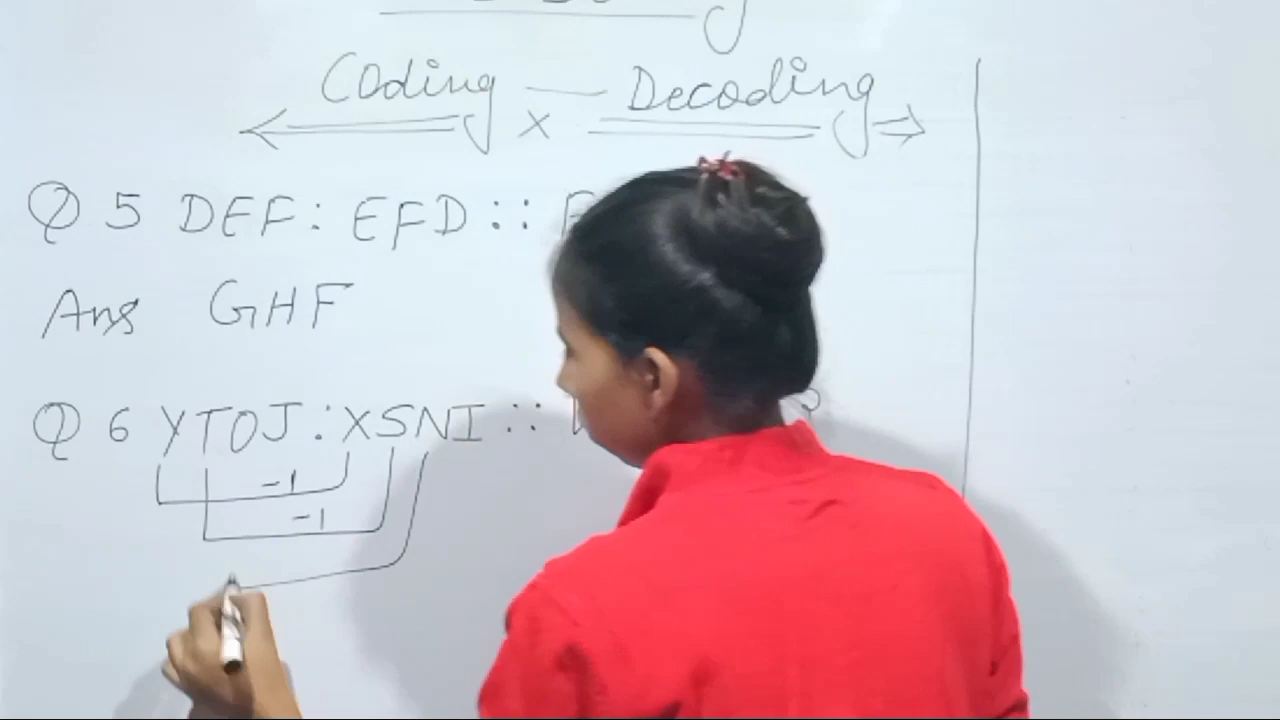 Coding — Decoding
x
Q 5 DEF : EFD ::
Ans GHF
Q 6 YTOJ : XSNI :: ?
-1
-1